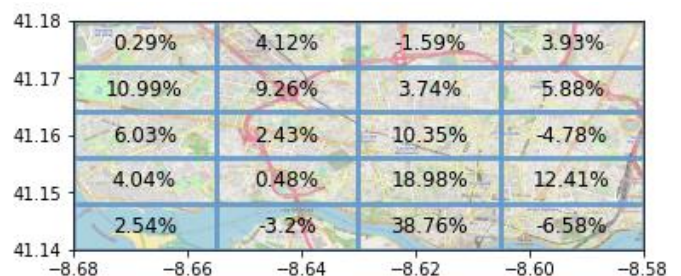 41.18
0.29% 4.12% -1.59% 3.93%
41.17
10.99% 9.26% 3.74% 5.88%
41.16
6.03% 2.43% 10.35% -4.78%
41.15
4.04% 0.48% 18.98% 12.41%
2.54% -3.2% 38.76% -6.58%
41.14
−8.68 −8.66 −8.64 −8.62 −8.60 −8.58